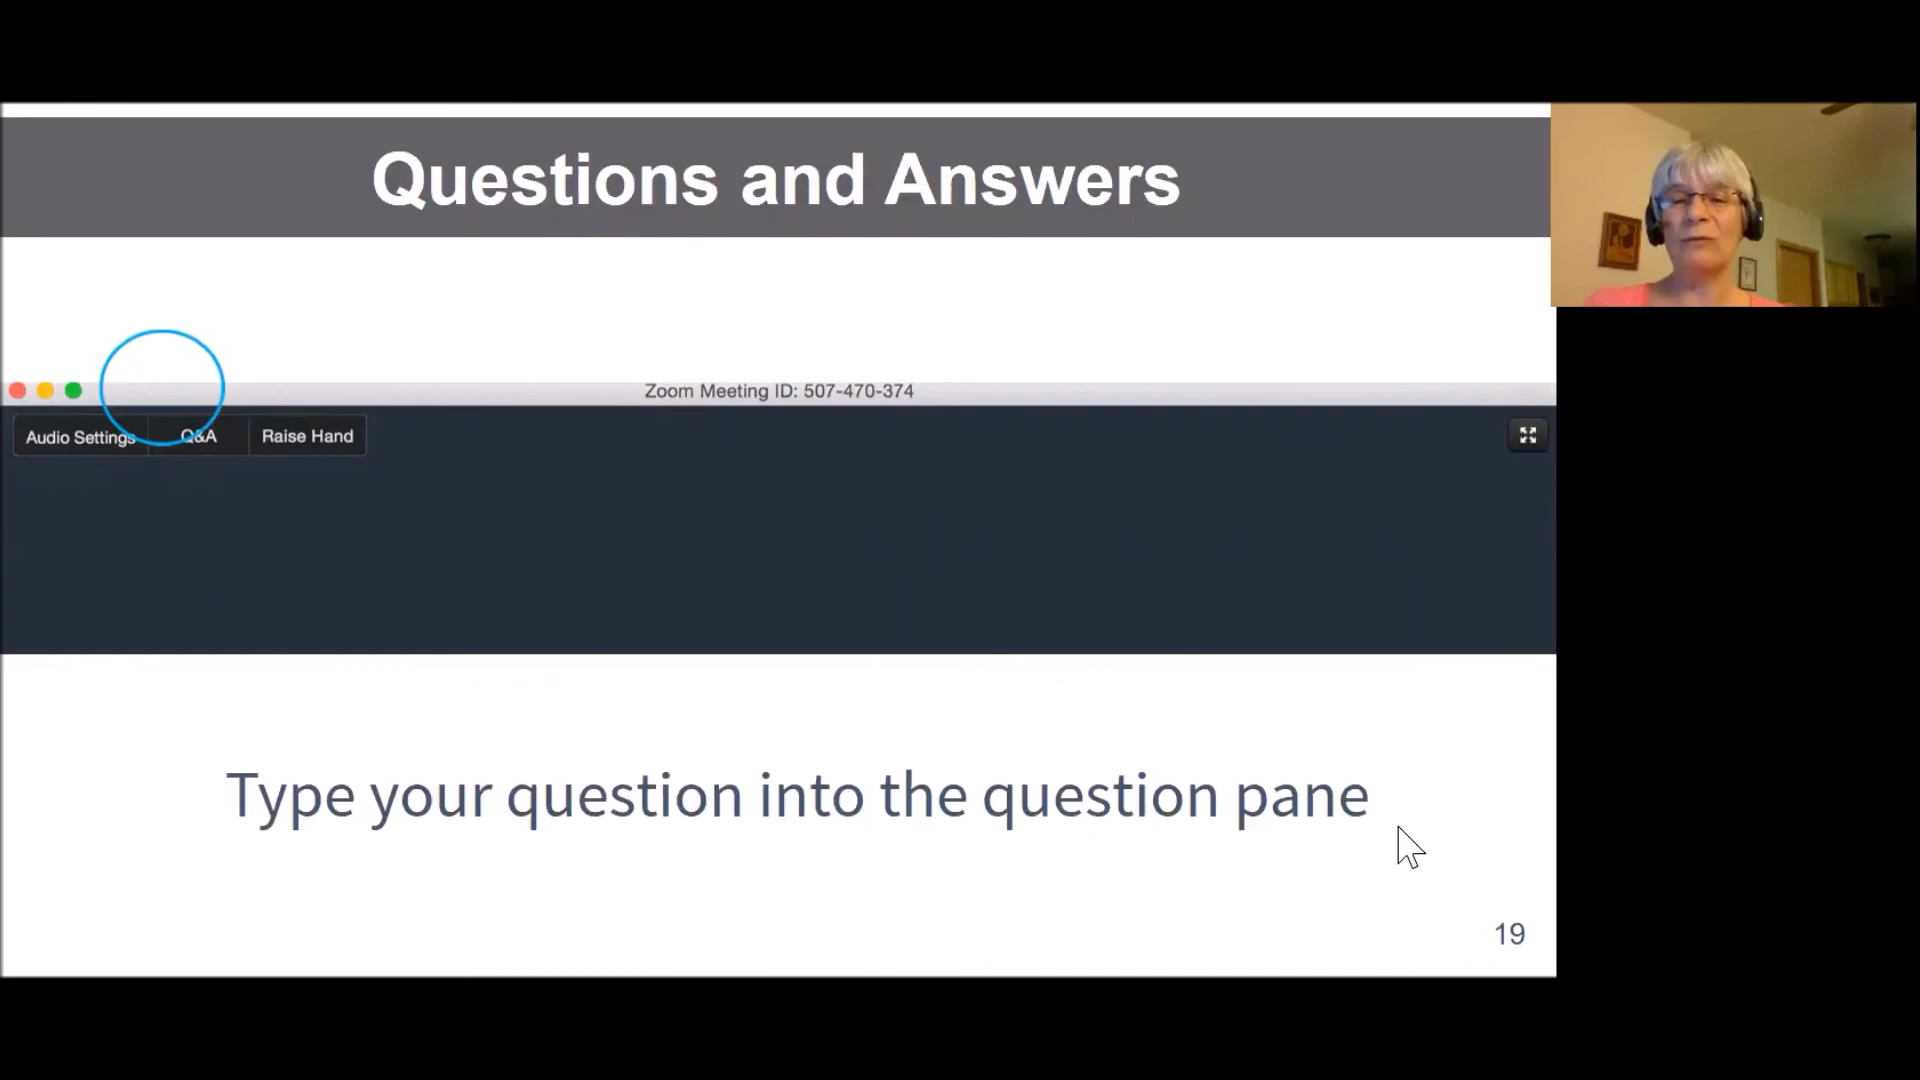 Questions and Answers
Zoom Meeting ID: 507-470-374
Audio Settings Q&A Raise Hand
Type your question into the question pane
19